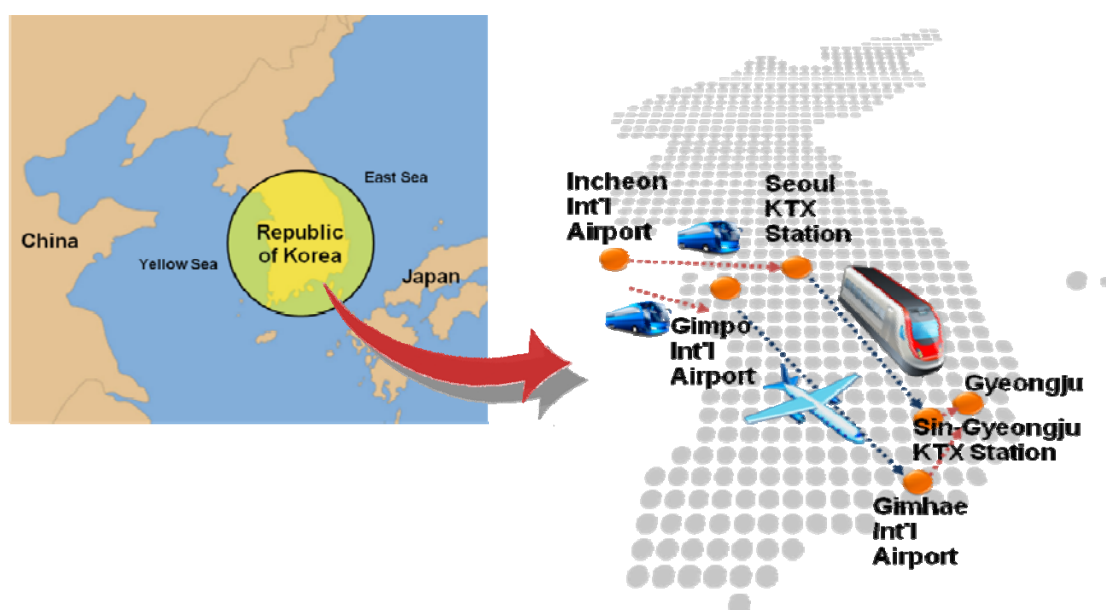 East Sea
China
Republic
of Korea
Yellow Sea
Japan
Incheon
Int'l
Airport
Seoul
KTX
Station
Gimpo
Int'l
Airport
Gyeongju
Sin-Gyeongju
KTX Station
Gimhae
Int'l
Airport